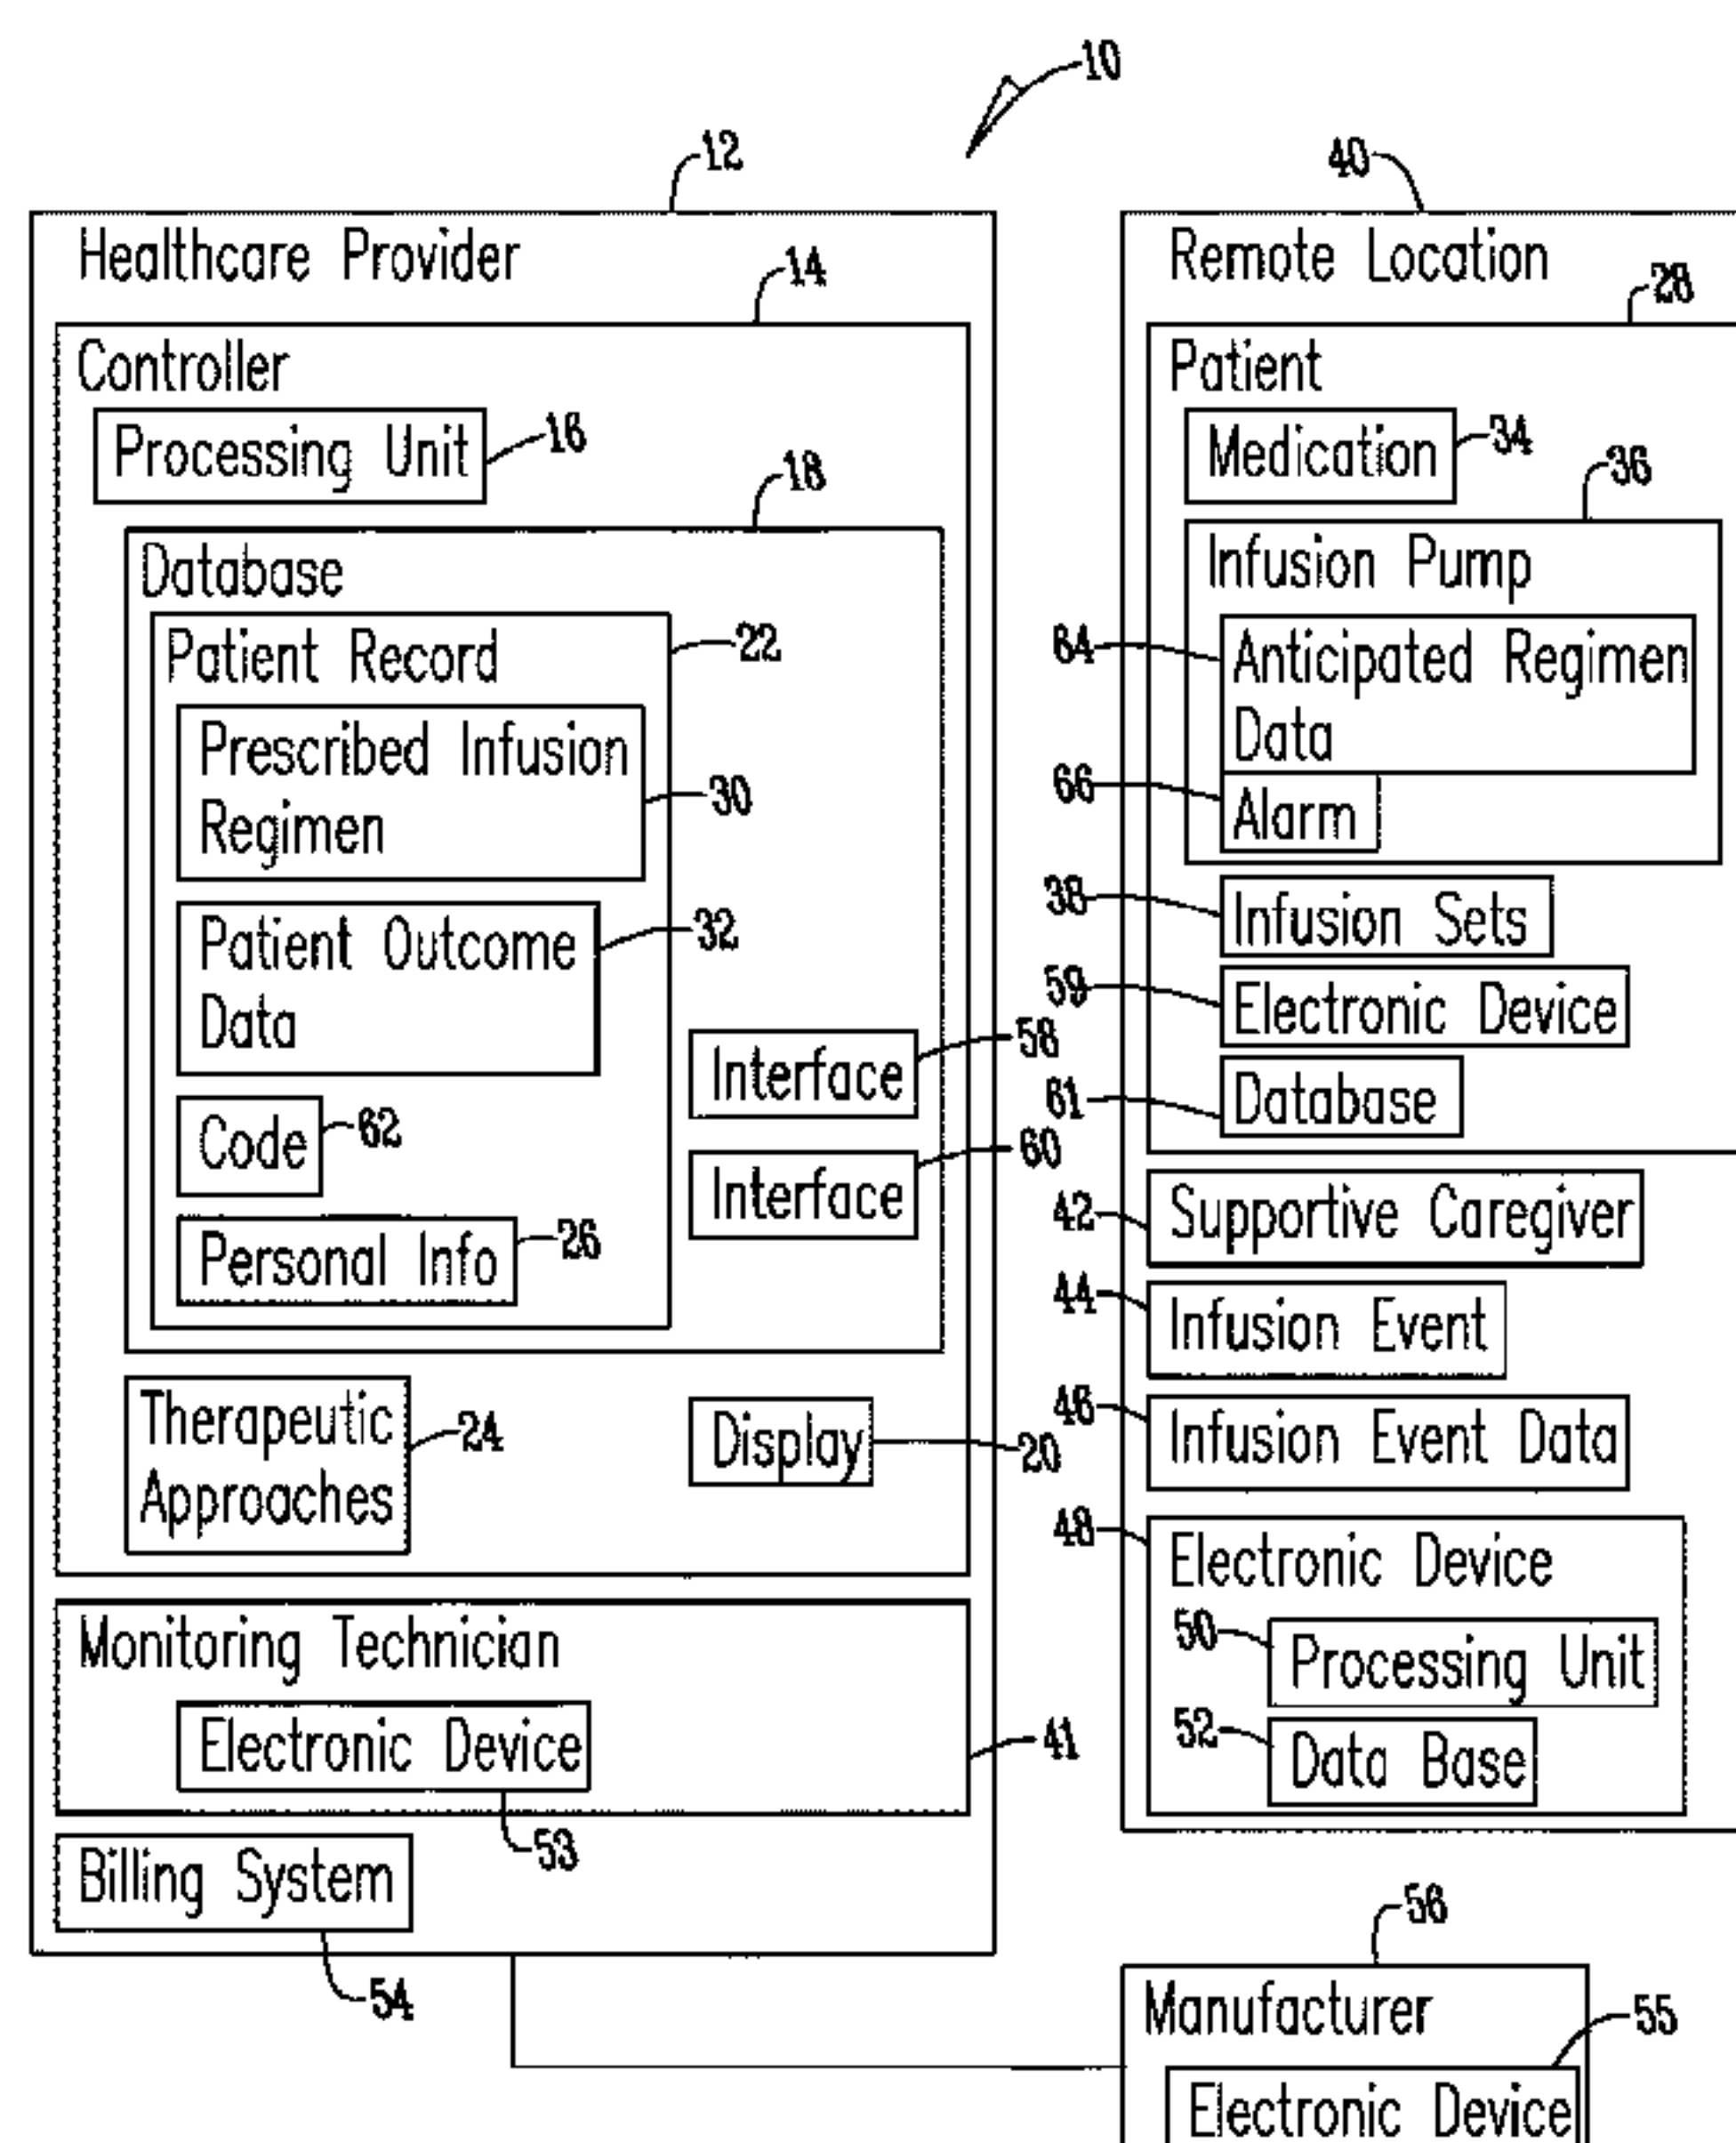 10
12
Healthcare Provider
14
Controller
Processing Unit
16
18
Database
Patient Record
22
Prescribed Infusion
Regimen
30
Patient Outcome
Data
32
Interface
58
Code
62
Interface
60
Personal Info
26
Therapeutic
Approaches
24
Display
20
Monitoring Technician
Electronic Device
41
53
Billing System
54
40
Remote Location
28
Patient
Medication
34
36
Infusion Pump
64
Anticipated Regimen
Data
66
Alarm
38
Infusion Sets
59
Electronic Device
61
Database
42
Supportive Caregiver
44
Infusion Event
46
Infusion Event Data
48
Electronic Device
50
Processing Unit
52
Data Base
56
Manufacturer
55
Electronic Device